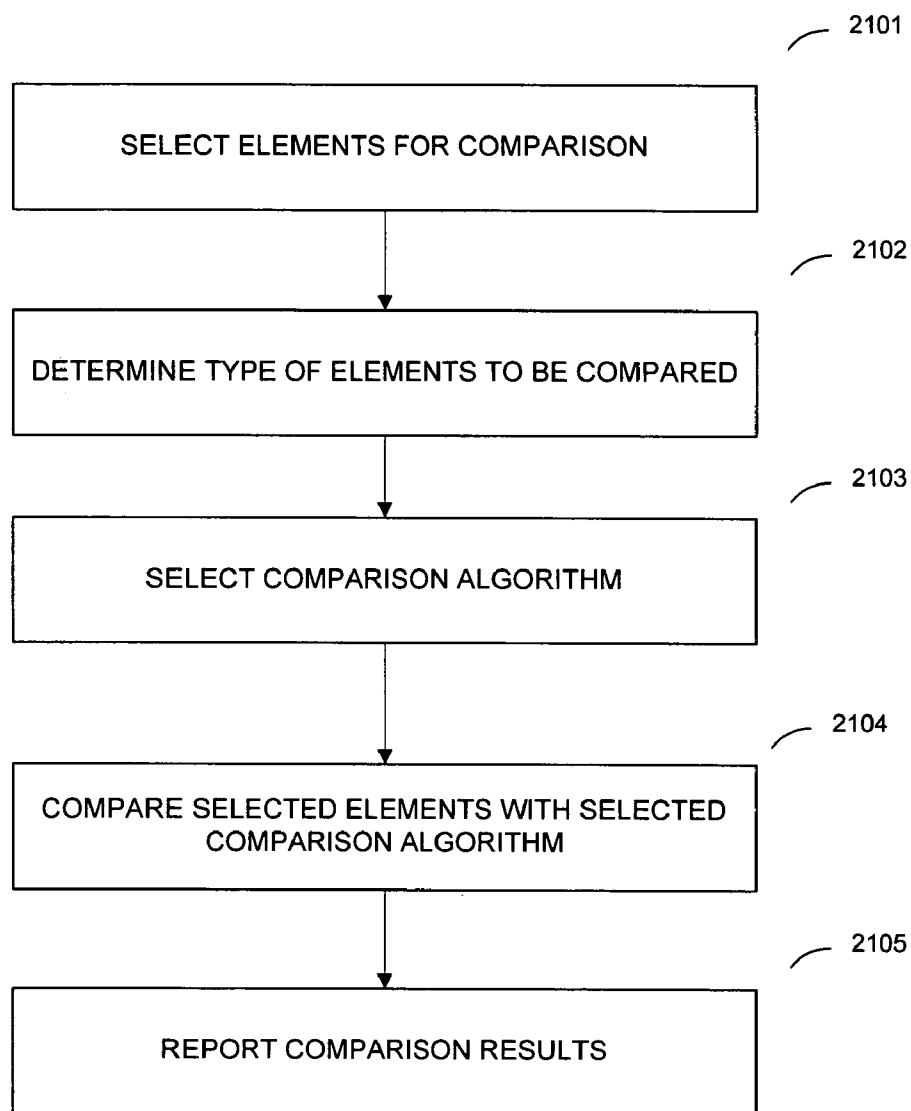 2101
SELECT ELEMENTS FOR COMPARISON
2102
DETERMINE TYPE OF ELEMENTS TO BE COMPARED
2103
SELECT COMPARISON ALGORITHM
2104
COMPARE SELECTED ELEMENTS WITH SELECTED
COMPARISON ALGORITHM
2105
REPORT COMPARISON RESULTS